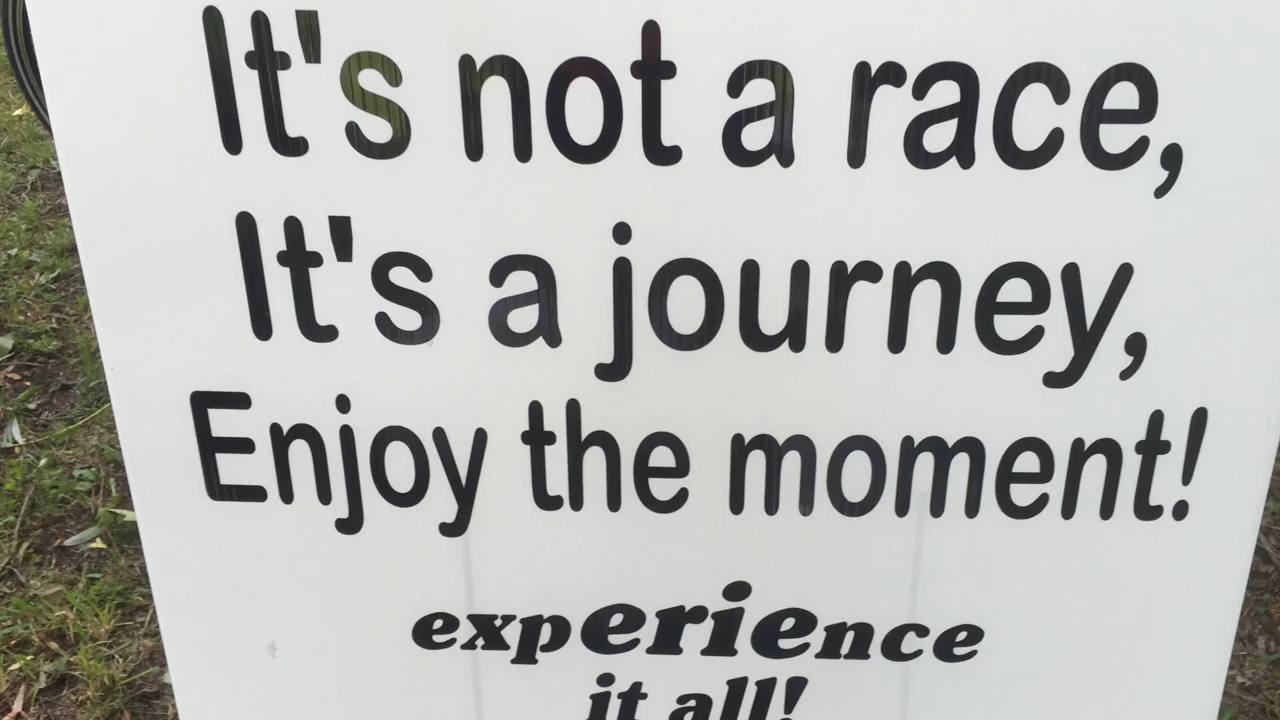 It's not a race,
It's a journey,
Enjoy the moment!
experience
it all!